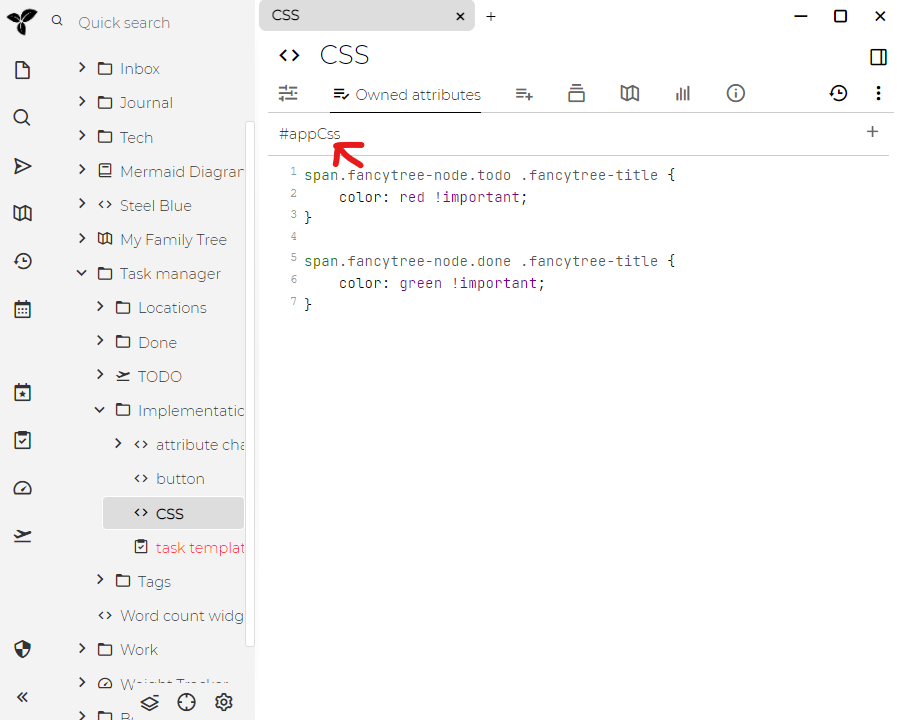 Quick search
Inbox
Journal
Tech
Mermaid Diagran
Steel Blue
My Family Tree
Task manager
Locations
Done
TODO
Implementatio
attribute cha
button
CSS
task templat
Tags
Word count widg
Work
Weight Tracker
CSS
CSS
Owned attributes
#appCss
1 span.fancytree-node.todo .fancytree-title {
2 color: red !important;
3 }
4
5 span.fancytree-node.done .fancytree-title {
6 color: green !important;
7 }